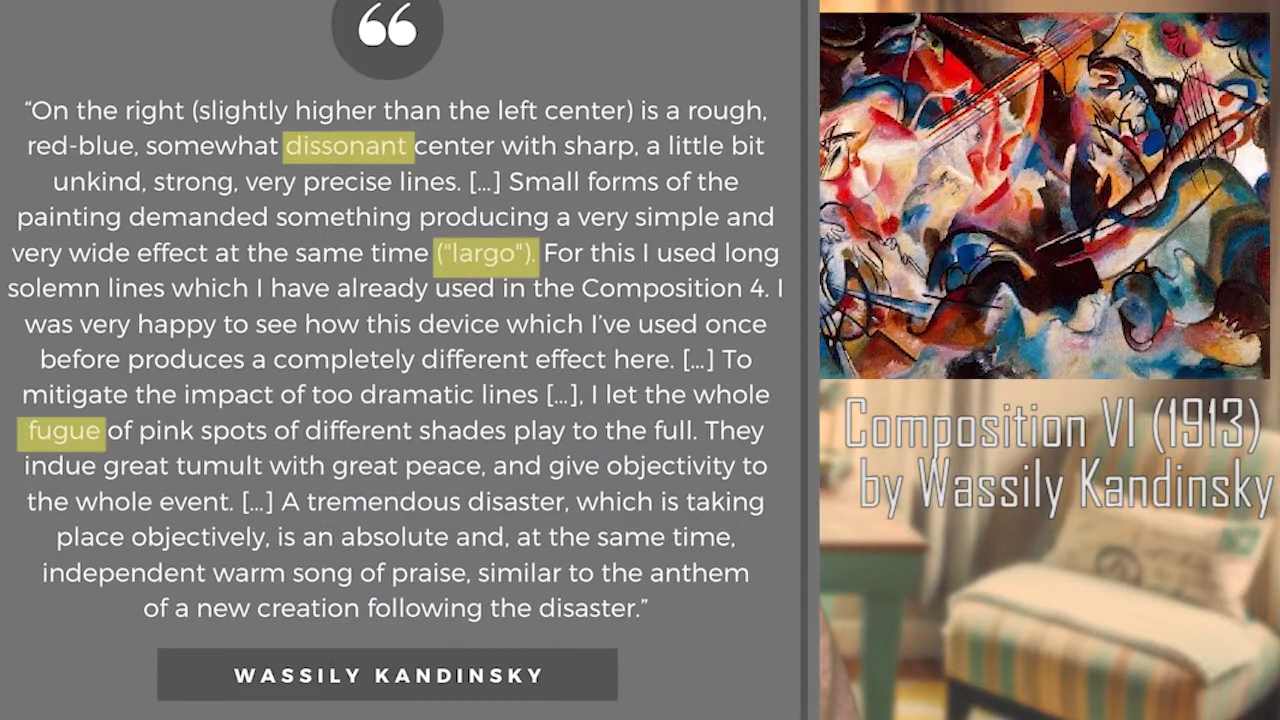 “On the right (slightly higher than the left center) is a rough,
red-blue, somewhat dissonant center with sharp, a little bit
unkind, strong, very precise lines. [...] Small forms of the
painting demanded something producing a very simple and
very wide effect at the same time ("largo"). For this I used long
solemn lines which I have already used in the Composition 4. I
was very happy to see how this device which I’ve used once
before produces a completely different effect here. [...] To
mitigate the impact of too dramatic lines [...], I let the whole
fugue of pink spots of different shades play to the full. They
indue great tumult with great peace, and give objectivity to
the whole event. [...] A tremendous disaster, which is taking
place objectively, is an absolute and, at the same time,
independent warm song of praise, similar to the anthem
of a new creation following the disaster.”
WASSILY KANDINSKY
Composition VI (1913)
by Wassily Kandinsky